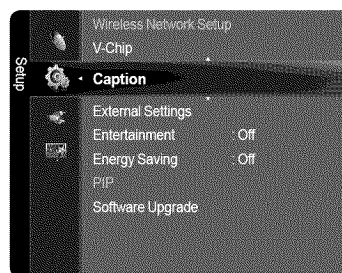 Setup
Wireless Network Setup
V-Chip
Caption
External Settings
Entertainment : Off
Energy Saving : Off
PIP
Software Upgrade